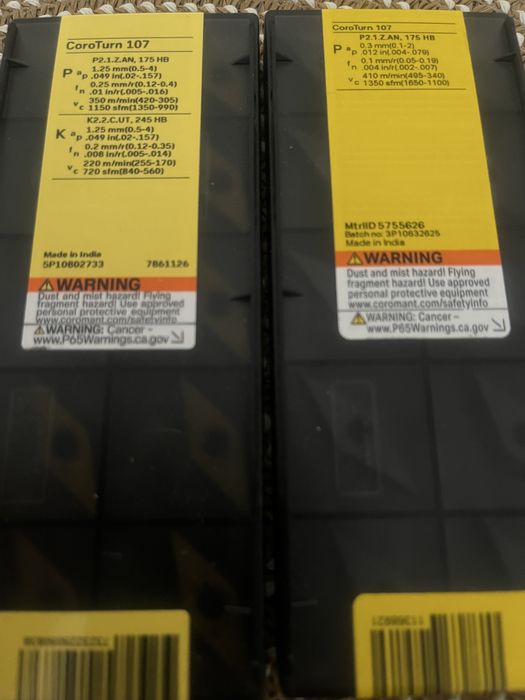 CoroTurn 107
P2.1.Z.AN, 175 HB
P ap 1.25 mm(0.5-4)
.049 in(.02-.157)
fn 0.25 mm/r(0.12-0.4)
.01 in/r(.005-.016)
vc 350 m/min(420-305)
1150 sfm(1350-990)
K2.2.C.UT, 245 HB
K ap 1.25 mm(0.5-4)
.049 in(.02-.157)
fn 0.2 mm/r(0.12-0.35)
.008 in/r(.005-.014)
vc 220 m/min(255-170)
720 sfm(840-560)
Made in India
5P10802733 7861126
WARNING
Dust and mist hazard! Flying
fragment hazard! Use approved
personal protective equipment
www.coromant.com/safetyinfo
WARNING: Cancer –
www.P65Warnings.ca.gov
CoroTurn 107
P2.1.Z.AN, 175 HB
P ap 0.3 mm(0.1-2)
.012 in(.004-.079)
fn 0.1 mm/r(0.05-0.19)
.004 in/r(.002-.007)
vc 410 m/min(495-340)
1350 sfm(1650-1100)
MtrlID 5755626
Batch no: 3P10832625
Made in India
WARNING
Dust and mist hazard! Flying
fragment hazard! Use approved
personal protective equipment
www.coromant.com/safetyinfo
WARNING: Cancer –
www.P65Warnings.ca.gov